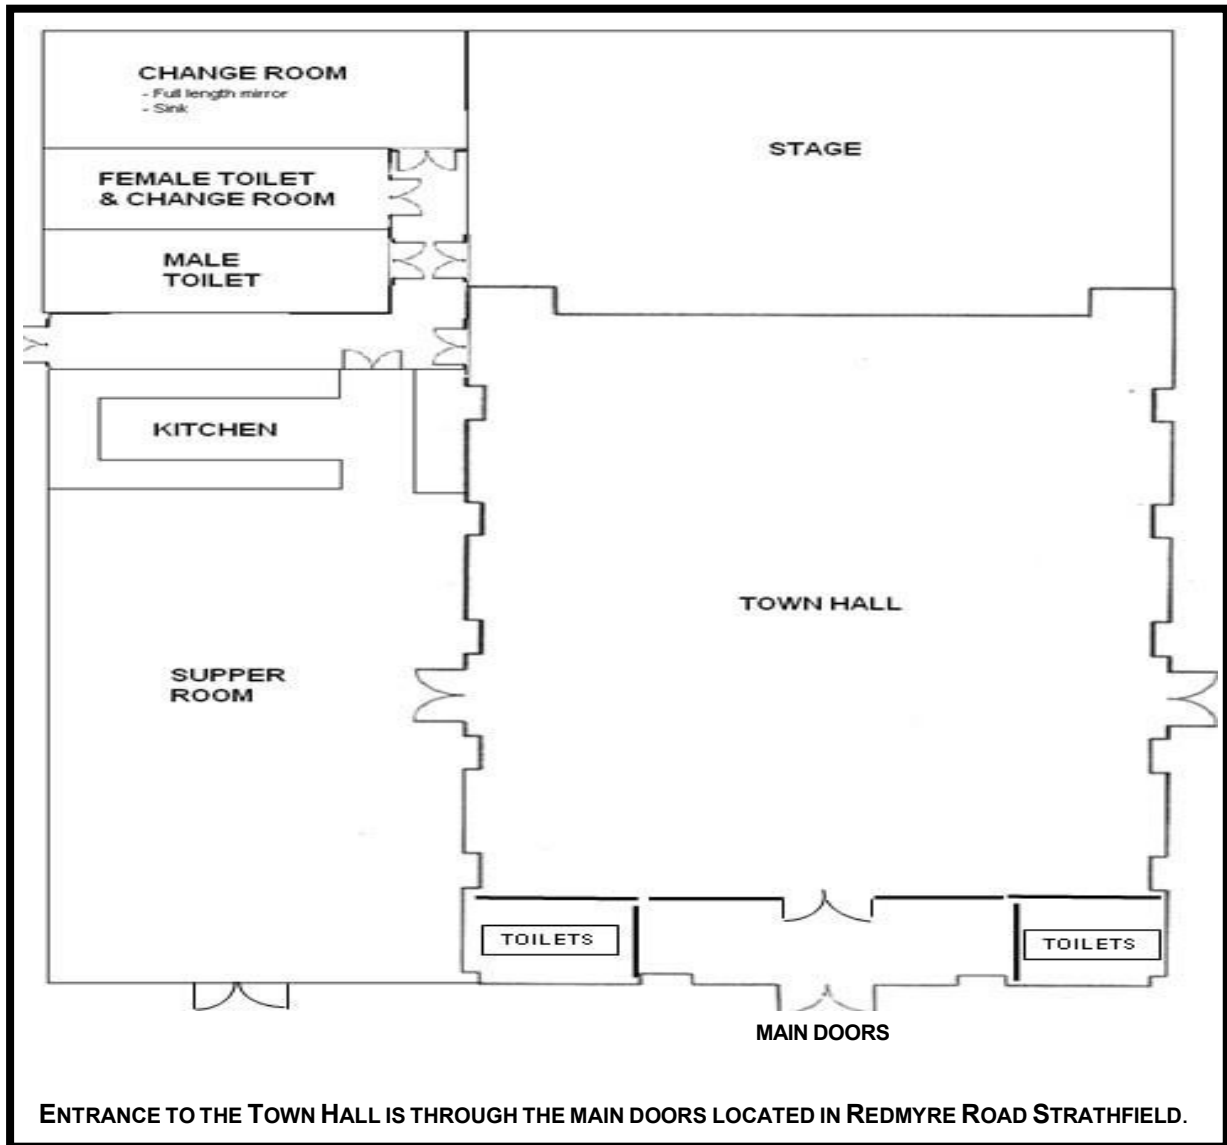 CHANGE ROOM
- Full length mirror
- Sink
STAGE
FEMALE TOILET
& CHANGE ROOM
MALE
TOILET
KITCHEN
TOWN HALL
SUPPER
ROOM
TOILETS
TOILETS
MAIN DOORS
ENTRANCE TO THE TOWN HALL IS THROUGH THE MAIN DOORS LOCATED IN REDMYRE ROAD STRATHFIELD.